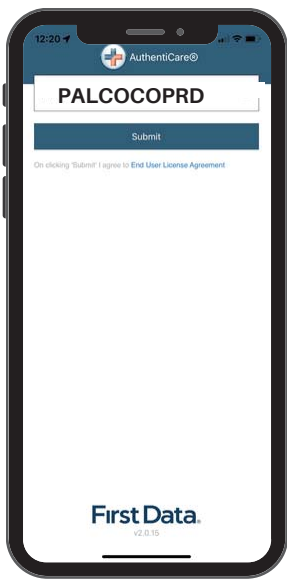 12:20
AuthentiCare®
PALCOCOPRD
Submit
On clicking 'Submit' I agree to End User License Agreement
First Data.
v2.0.15